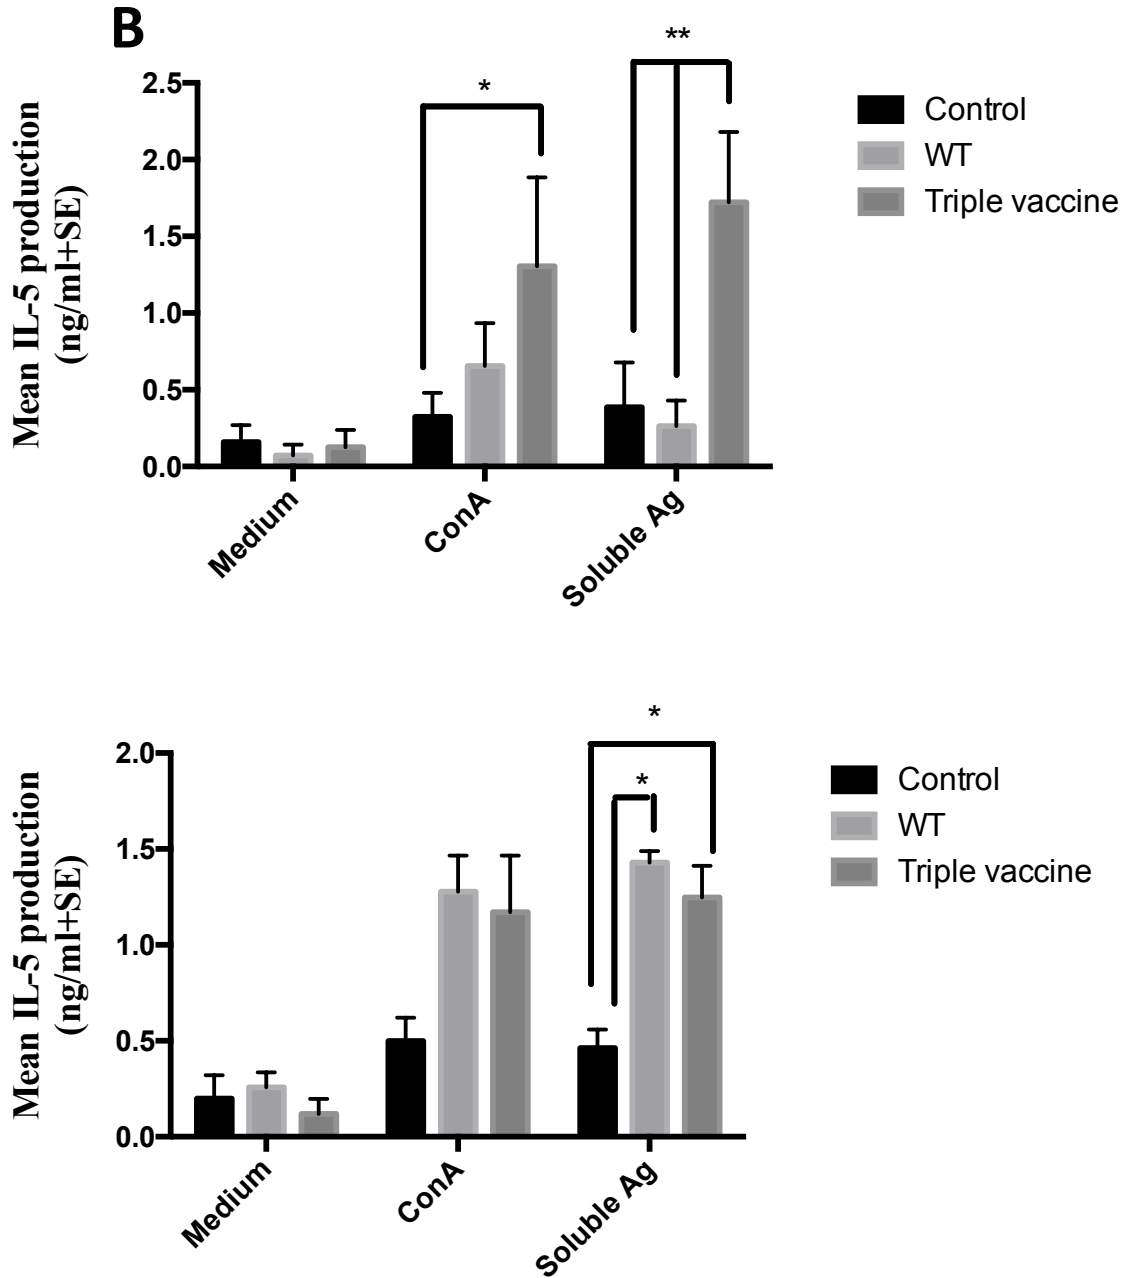 B
**
*
2.5
2.0
1.5
1.0
0.5
0.0
Mean IL-5 production
(ng/ml+SE)
Control
WT
Triple vaccine
Medium
ConA
Soluble Ag
*
*
2.0
1.5
1.0
0.5
0.0
Mean IL-5 production
(ng/ml+SE)
Control
WT
Triple vaccine
Medium
ConA
Soluble Ag